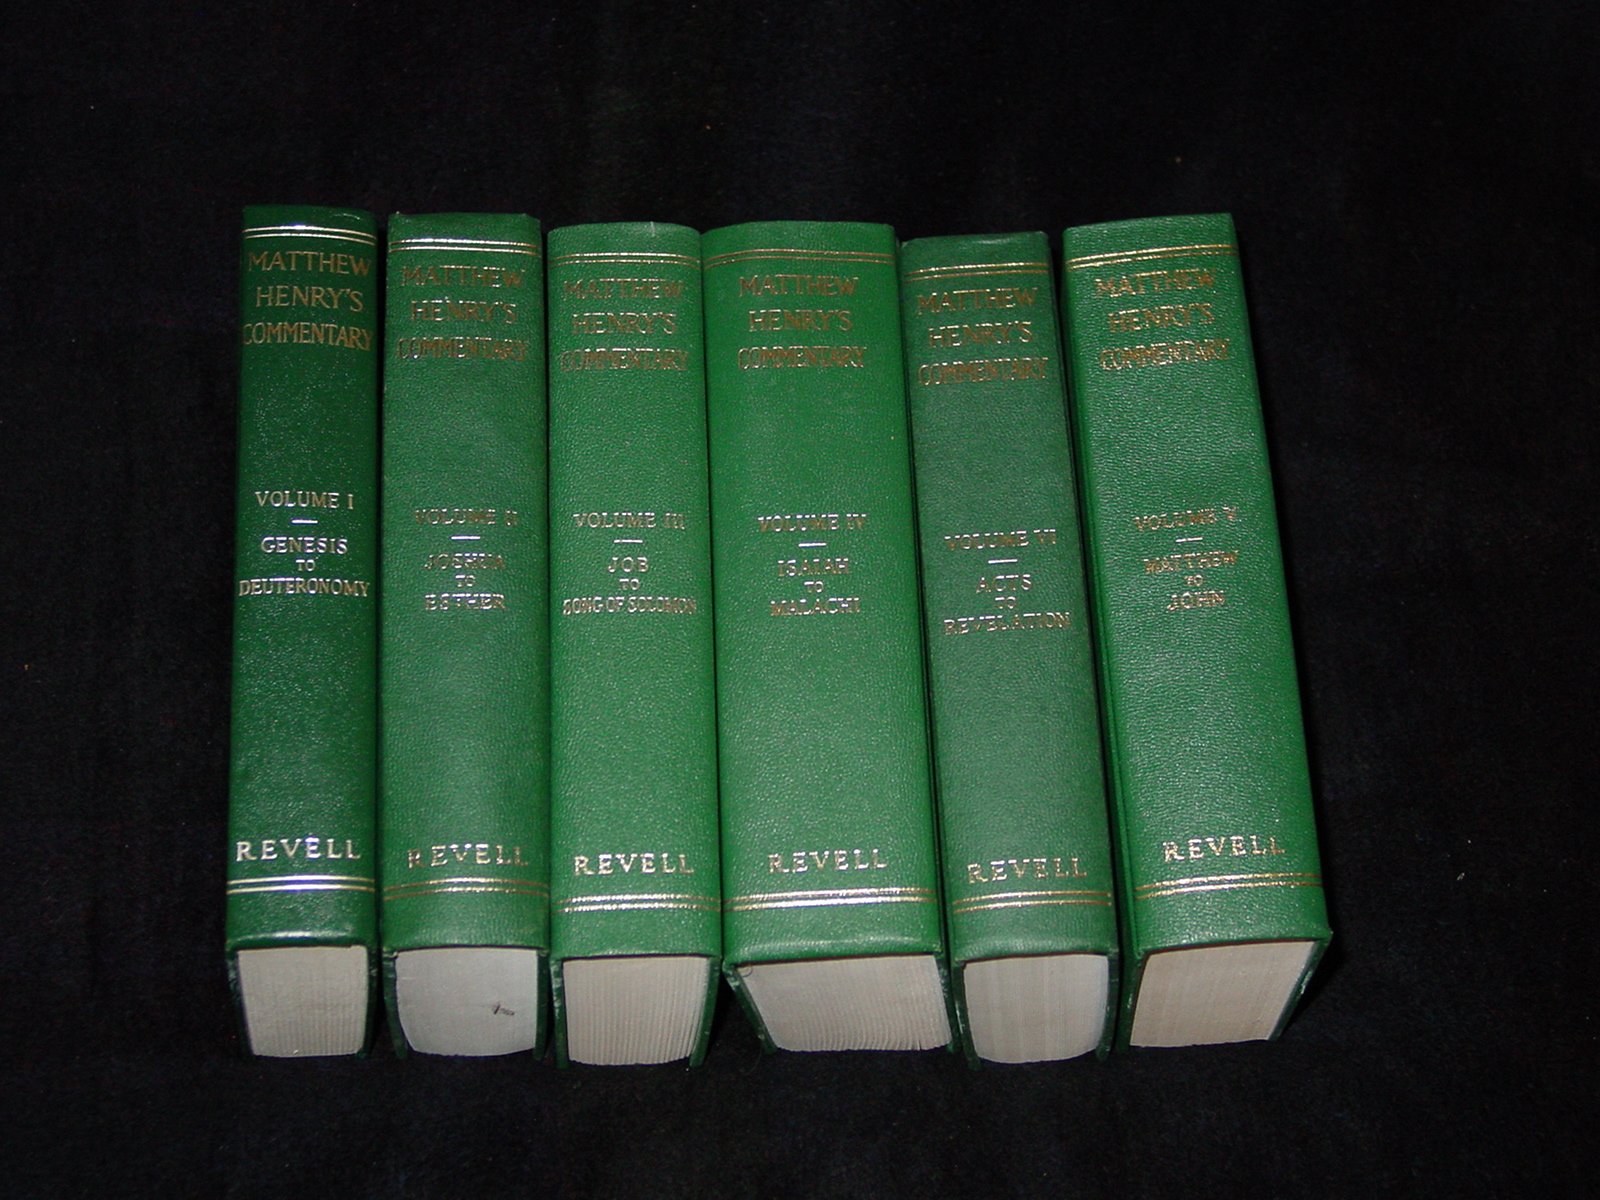 MATTHEW
HENRY'S
COMMENTARY
VOLUME I
GENESIS
TO
DEUTERONOMY
REVELL
MATTHEW
HENRY'S
COMMENTARY
VOLUME II
JOSHUA
TO
ESTHER
REVELL
MATTHEW
HENRY'S
COMMENTARY
VOLUME III
JOB
TO
SONG OF SOLOMON
REVELL
MATTHEW
HENRY'S
COMMENTARY
VOLUME IV
ISAIAH
TO
MALACHI
REVELL
MATTHEW
HENRY'S
COMMENTARY
VOLUME VI
ACTS
TO
REVELATION
REVELL
MATTHEW
HENRY'S
COMMENTARY
VOLUME V
MATTHEW
TO
JOHN
REVELL